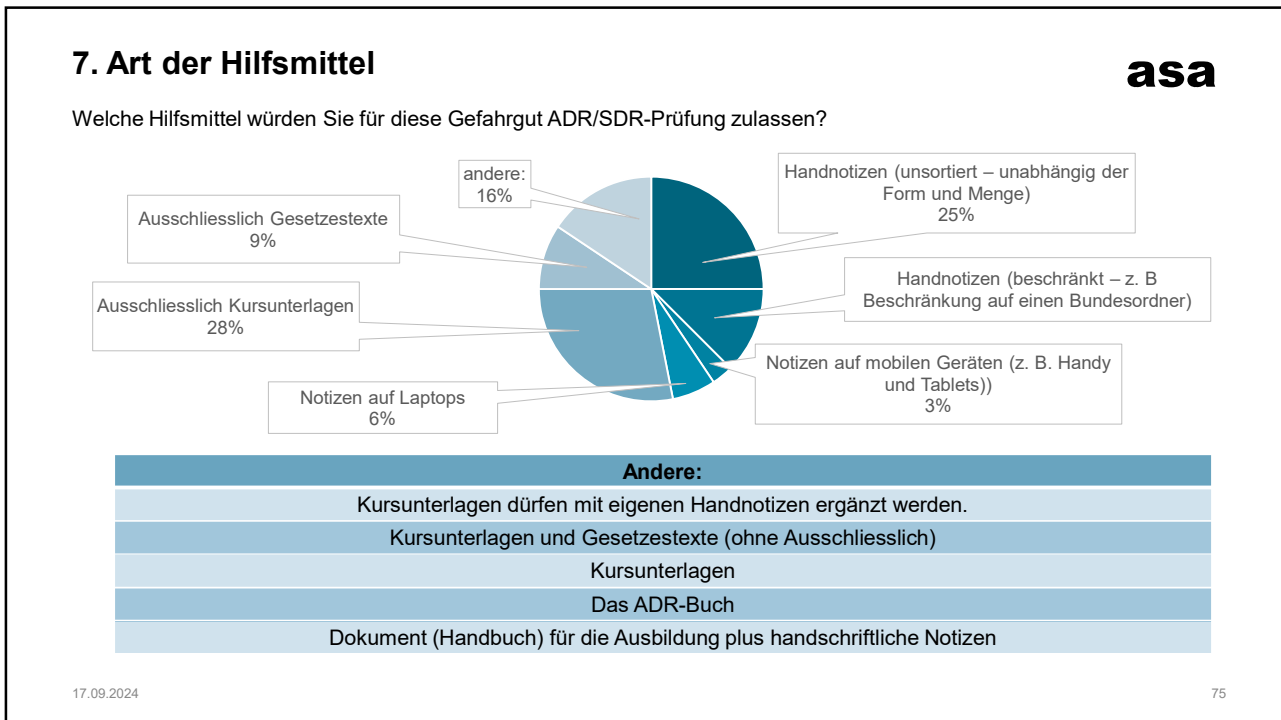 7. Art der Hilfsmittel
asa
Welche Hilfsmittel würden Sie für diese Gefahrgut ADR/SDR-Prüfung zulassen?
andere:
16%
Handnotizen (unsortiert – unabhängig der
Form und Menge)
25%
Ausschliesslich Gesetzestexte
9%
Handnotizen (beschränkt – z. B
Beschränkung auf einen Bundesordner)
Ausschliesslich Kursunterlagen
28%
Notizen auf mobilen Geräten (z. B. Handy
und Tablets))
3%
Notizen auf Laptops
6%
Andere:
Kursunterlagen dürfen mit eigenen Handnotizen ergänzt werden.
Kursunterlagen und Gesetzestexte (ohne Ausschliesslich)
Kursunterlagen
Das ADR-Buch
Dokument (Handbuch) für die Ausbildung plus handschriftliche Notizen
17.09.2024
75